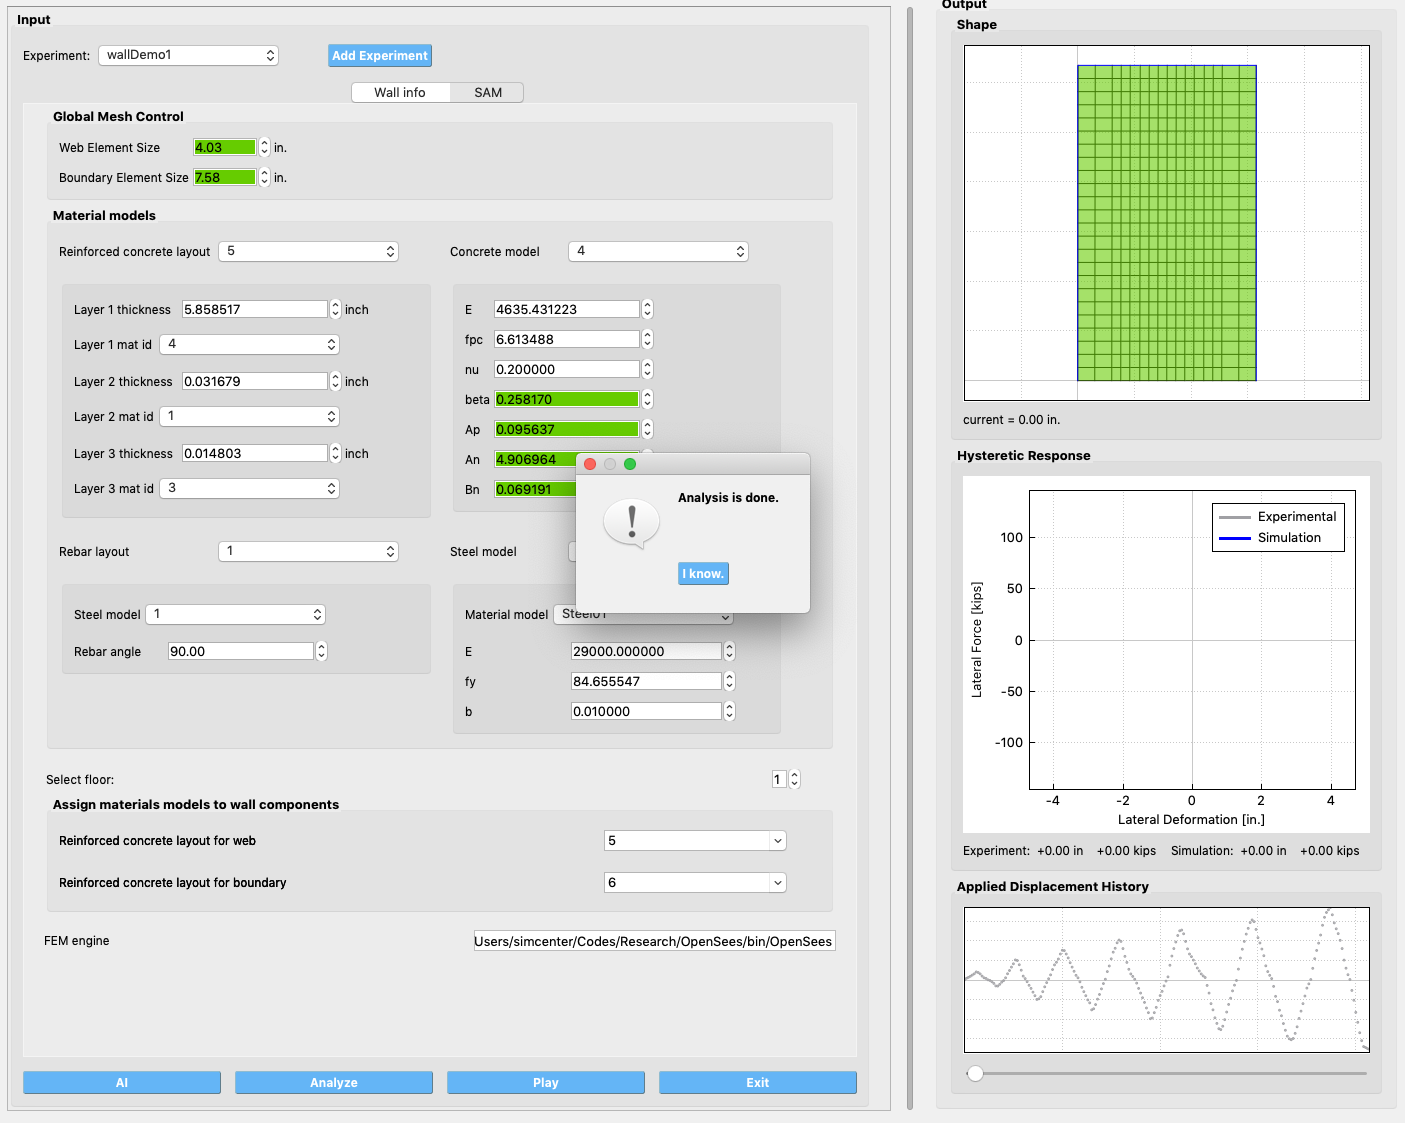 Input
Experiment: wallDemo1 Add Experiment
Wall info SAM
Global Mesh Control
Web Element Size 4.03 in.
Boundary Element Size 7.58 in.
Material models
Reinforced concrete layout 5
Concrete model 4
Layer 1 thickness 5.858517 inch
Layer 1 mat id 4
Layer 2 thickness 0.031679 inch
Layer 2 mat id 1
Layer 3 thickness 0.014803 inch
Layer 3 mat id 3
E 4635.431223
fpc 6.613488
nu 0.200000
beta 0.258170
Ap 0.095637
An 4.906964
Bn 0.069191
Analysis is done.
I know.
Rebar layout 1
Steel model
Steel model 1
Rebar angle 90.00
Material model Steel01
E 29000.000000
fy 84.655547
b 0.010000
Select floor: 1
Assign materials models to wall components
Reinforced concrete layout for web 5
Reinforced concrete layout for boundary 6
FEM engine Users/simcenter/Codes/Research/OpenSees/bin/OpenSees
AI Analyze Play Exit
Output
Shape
current = 0.00 in.
Hysteretic Response
Experimental
Simulation
Lateral Force [kips]
100
50
0
-50
-100
-4 -2 0 2 4
Lateral Deformation [in.]
Experiment: +0.00 in +0.00 kips Simulation: +0.00 in +0.00 kips
Applied Displacement History